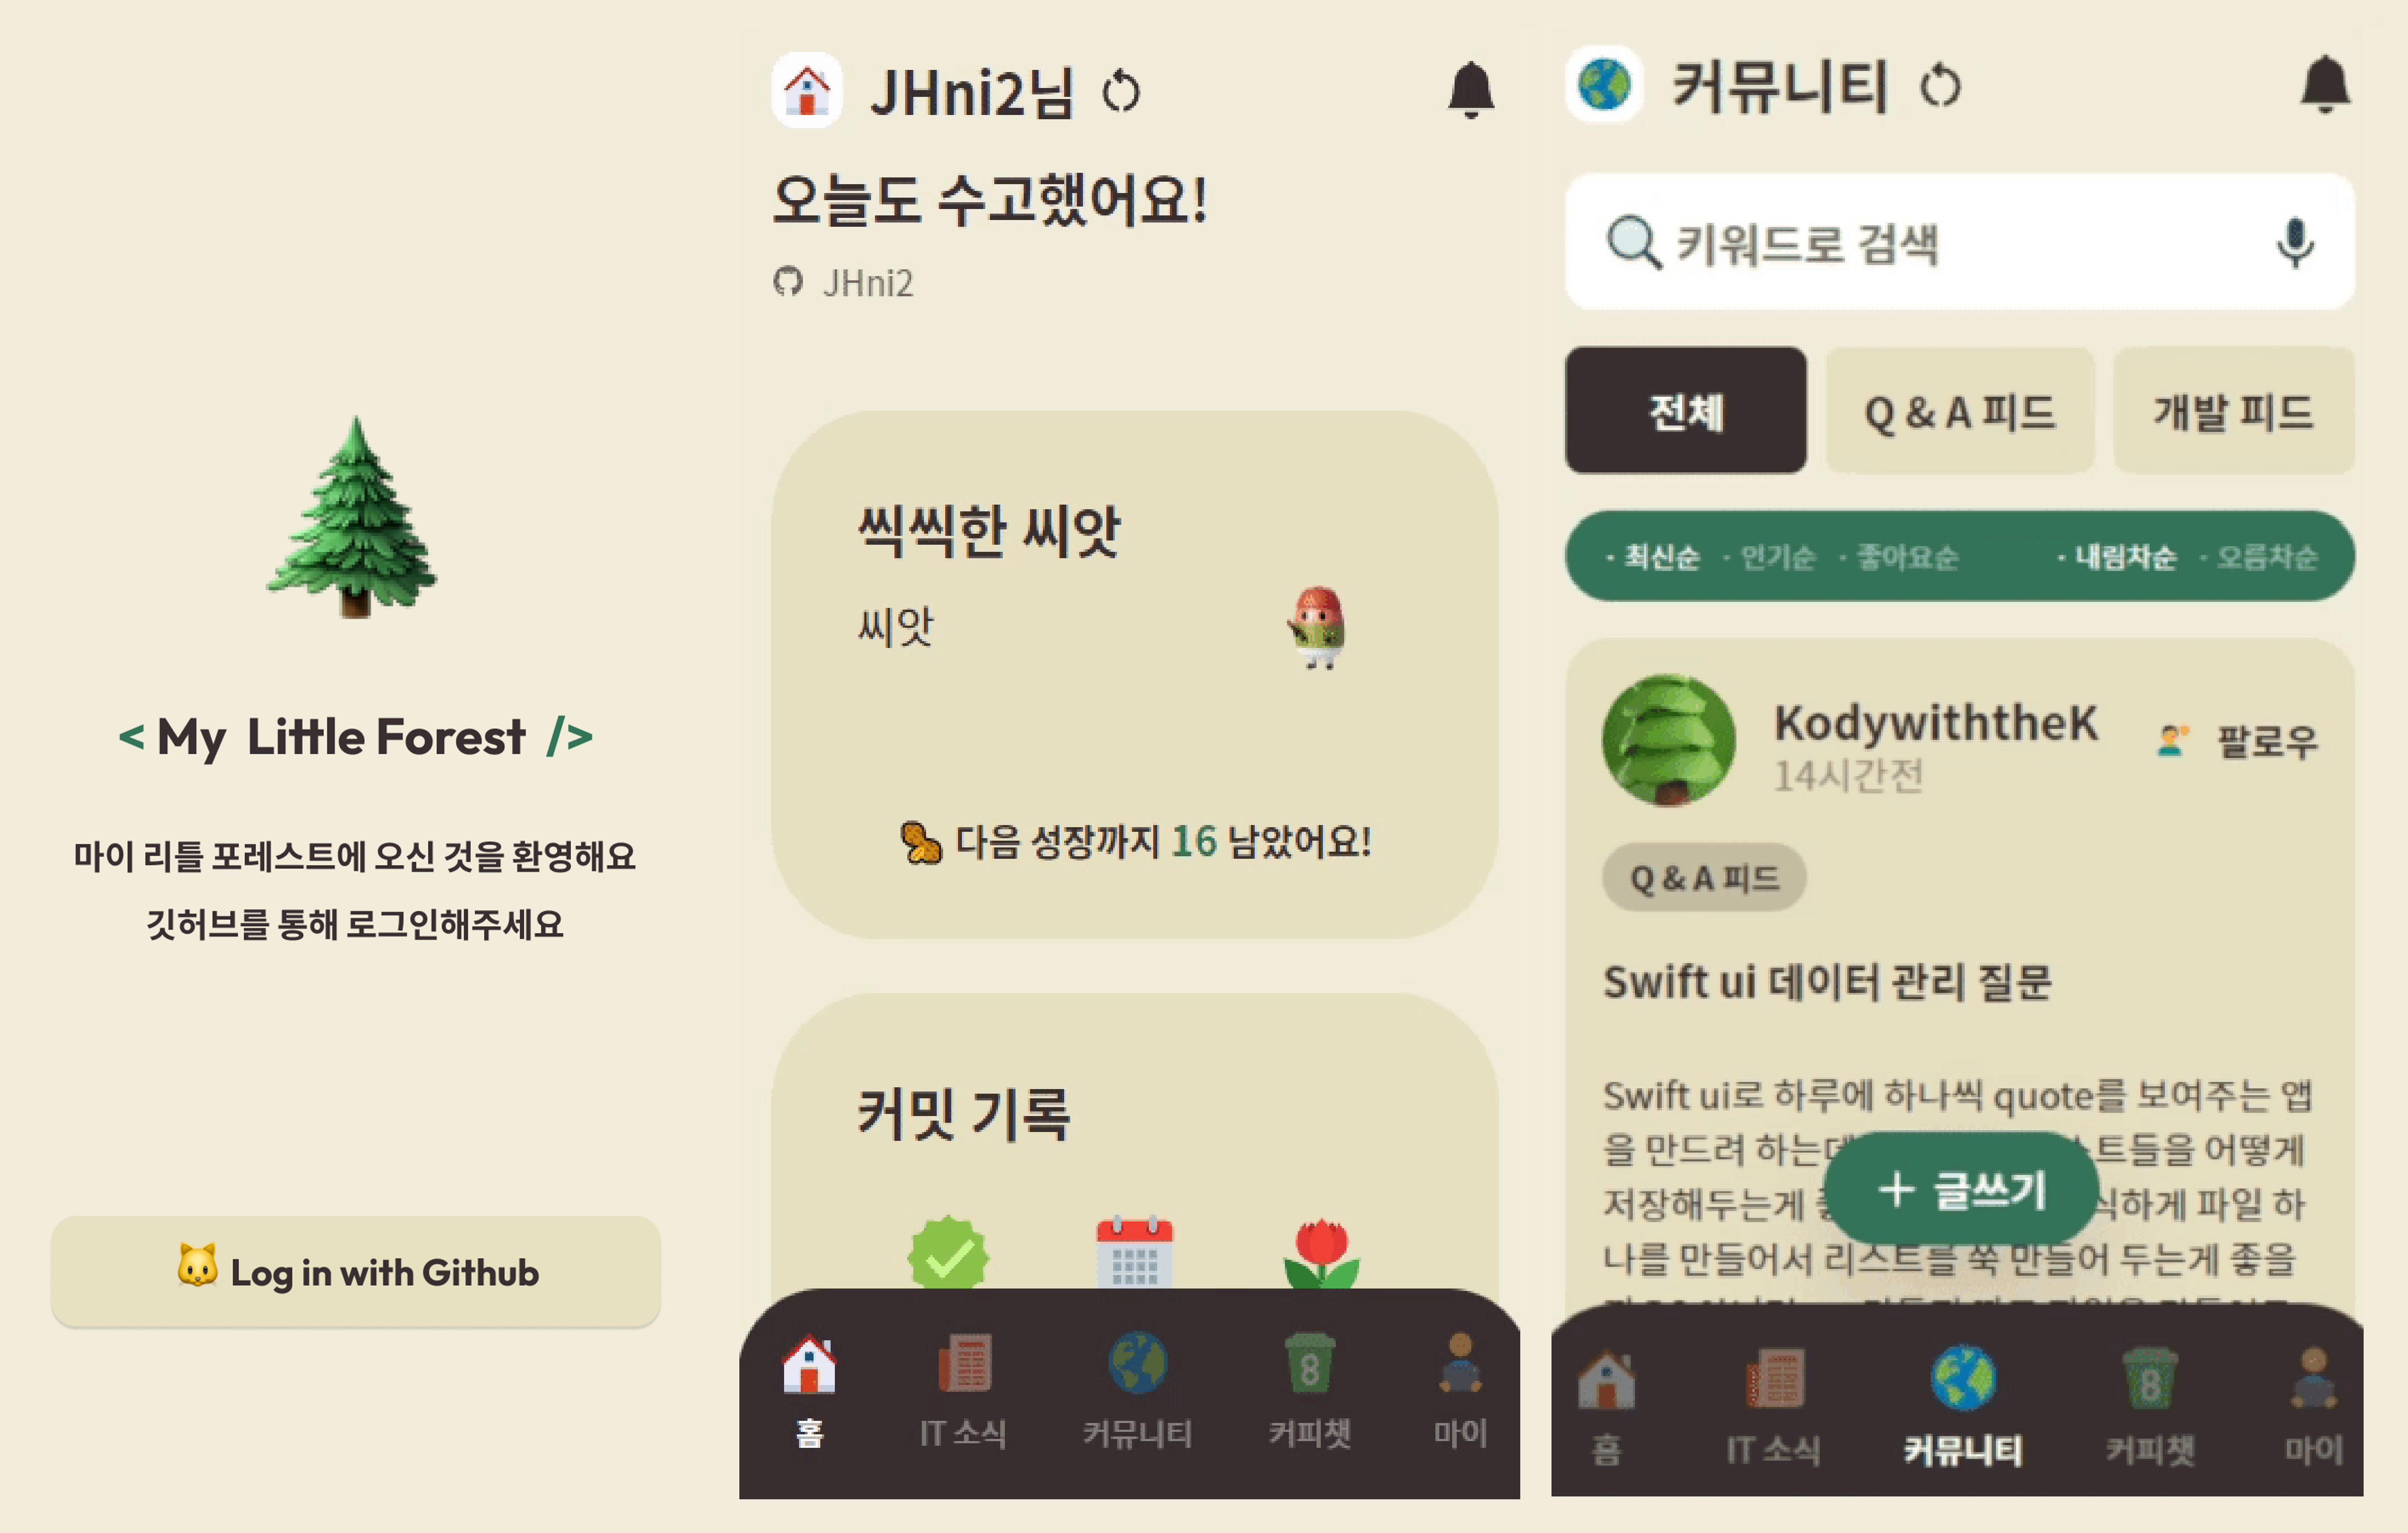 < My Little Forest />
마이 리틀 포레스트에 오신 것을 환영해요
깃허브를 통해 로그인해주세요
Log in with Github
JHni2님
오늘도 수고했어요!
JHni2
씩씩한 씨앗
씨앗
다음 성장까지 16 남았어요!
커밋 기록
홈 IT 소식 커뮤니티 커피챗 마이
커뮤니티
키워드로 검색
전체 Q & A 피드 개발 피드
· 최신순 · 인기순 · 좋아요순 · 내림차순 · 오름차순
KodywiththeK
14시간전
팔로우
Q & A 피드
Swift ui 데이터 관리 질문
Swift ui로 하루에 하나씩 quote를 보여주는 앱
을 만드려 하는데 스트들을 어떻게
저장해두는게 식하게 파일 하
나를 만들어서 리스트를 쭉 만들어 두는게 좋을
+ 글쓰기
홈 IT 소식 커뮤니티 커피챗 마이